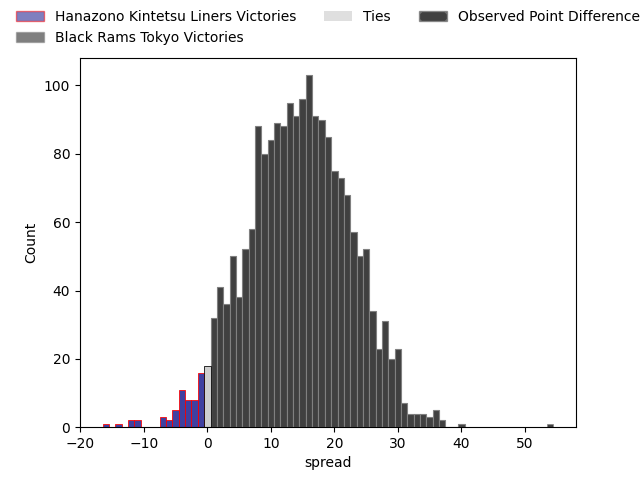 Hanazono Kintetsu Liners Victories
Ties
Observed Point Difference
Black Rams Tokyo Victories
100
80
60
40
20
0
Count
−20
−10
0
10
20
30
40
50
spread